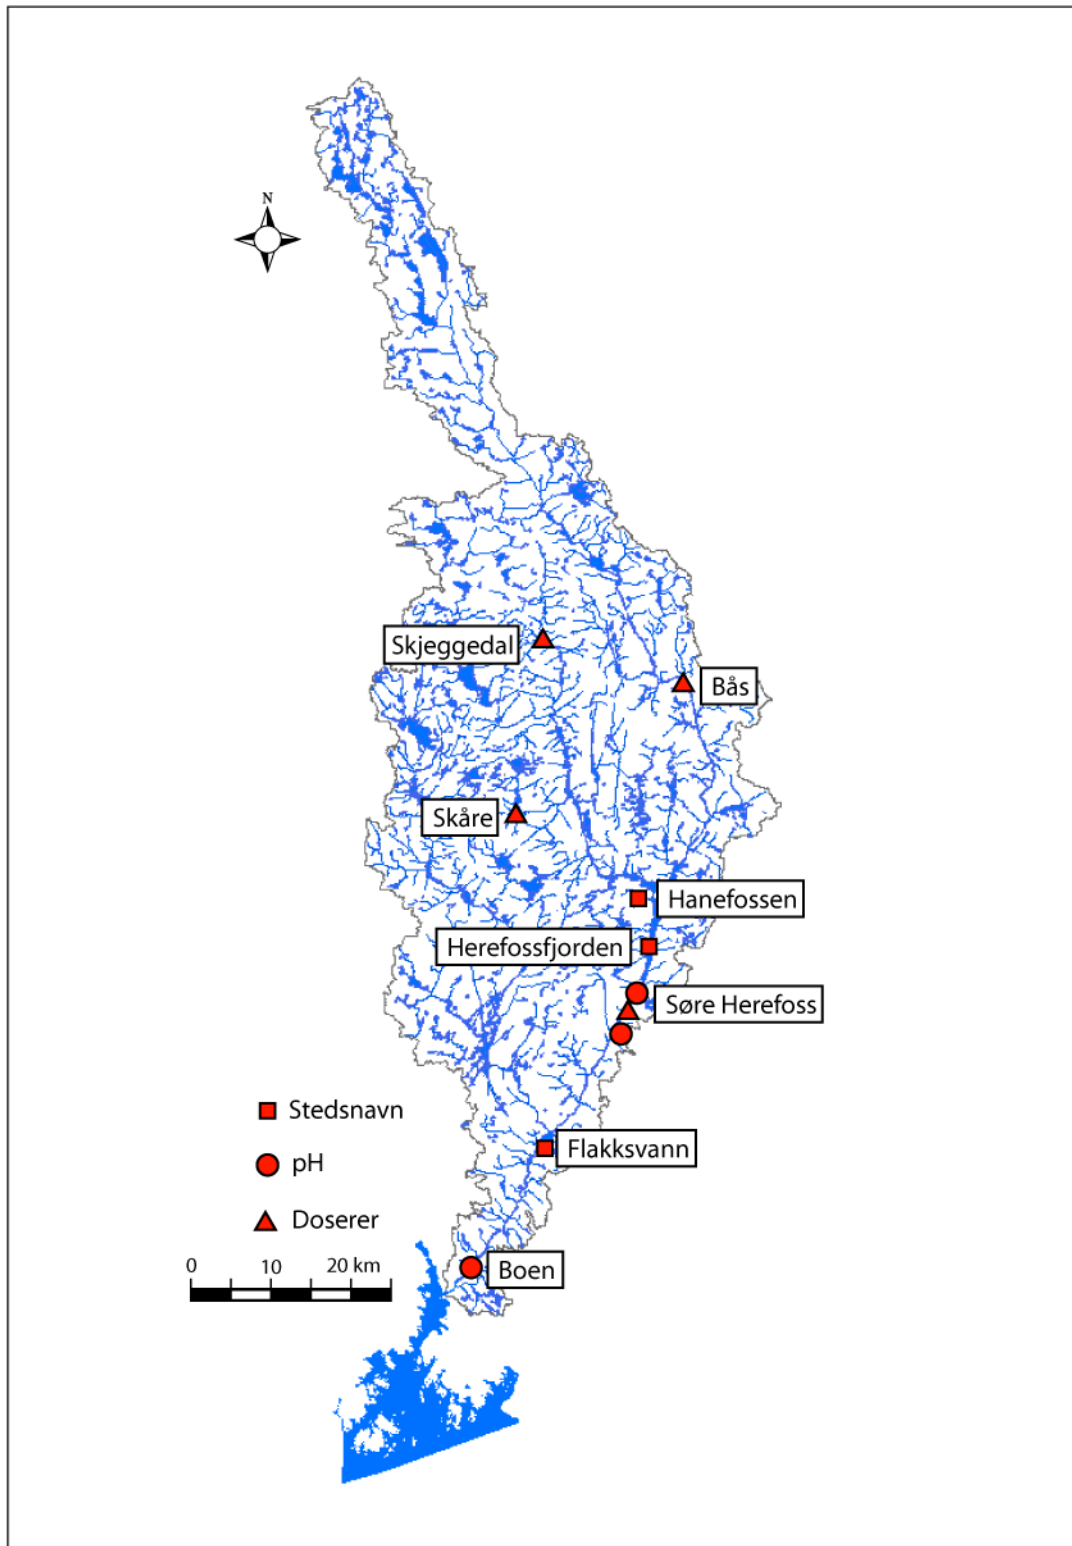 N
Skjeggedal
Bås
Skåre
Hanefossen
Herefossfjorden
Søre Herefoss
Stedsnavn
Flakksvann
pH
Doserer
0 10 20 km
Boen